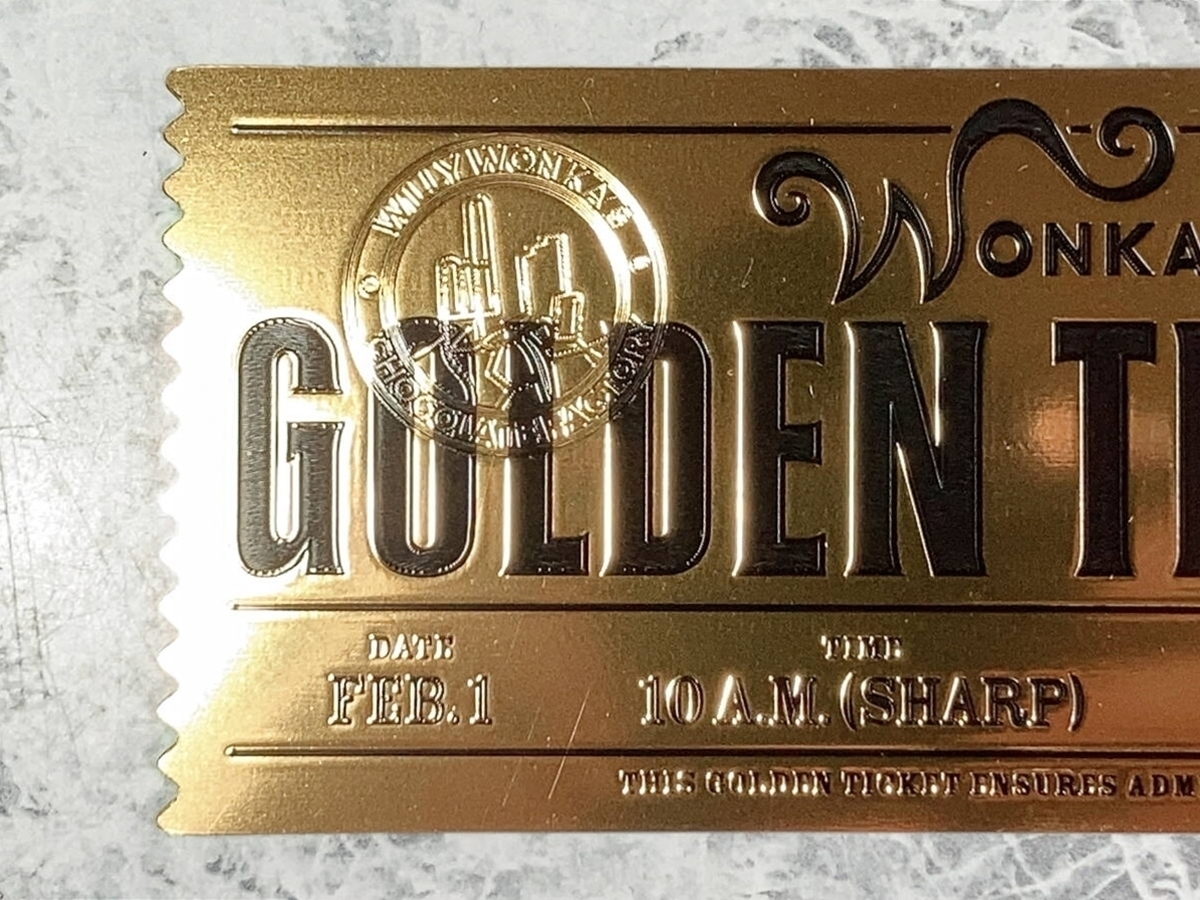 WILLY WONKA'S
CHOCOLATE FACTORY
WONKA
GOLDEN TI
DATE
FEB. 1
TIME
10 A.M. (SHARP)
THIS GOLDEN TICKET ENSURES ADM